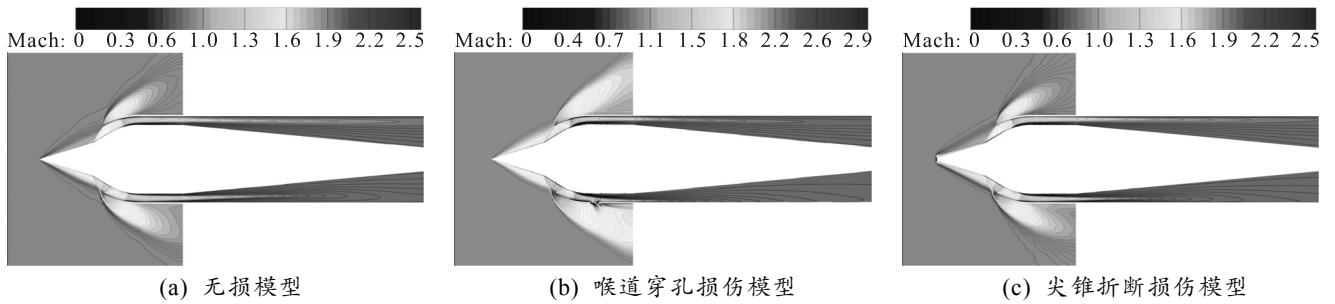 Mach: 0 0.3 0.6 1.0 1.3 1.6 1.9 2.2 2.5
Mach: 0 0.4 0.7 1.1 1.5 1.8 2.2 2.6 2.9
Mach: 0 0.3 0.6 1.0 1.3 1.6 1.9 2.2 2.5
(a) 无损模型
(b) 喉道穿孔损伤模型
(c) 尖锥折断损伤模型